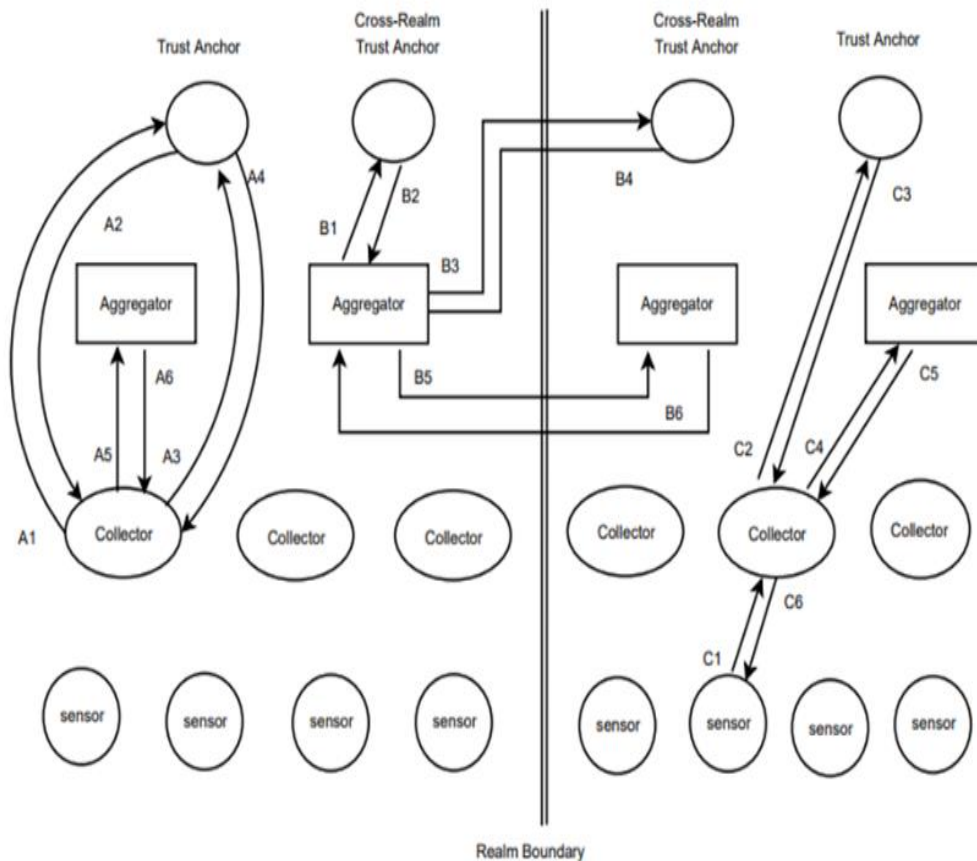 Cross-Realm
Trust Anchor
Cross-Realm
Trust Anchor
Trust Anchor
Trust Anchor
A4
A2
B1
B2
B4
C3
B3
Aggregator
Aggregator
Aggregator
Aggregator
A6
B5
C5
B6
A5
A3
C2
C4
A1
Collector
Collector
Collector
Collector
Collector
Collector
C6
C1
sensor
sensor
sensor
sensor
sensor
sensor
sensor
sensor
Realm Boundary